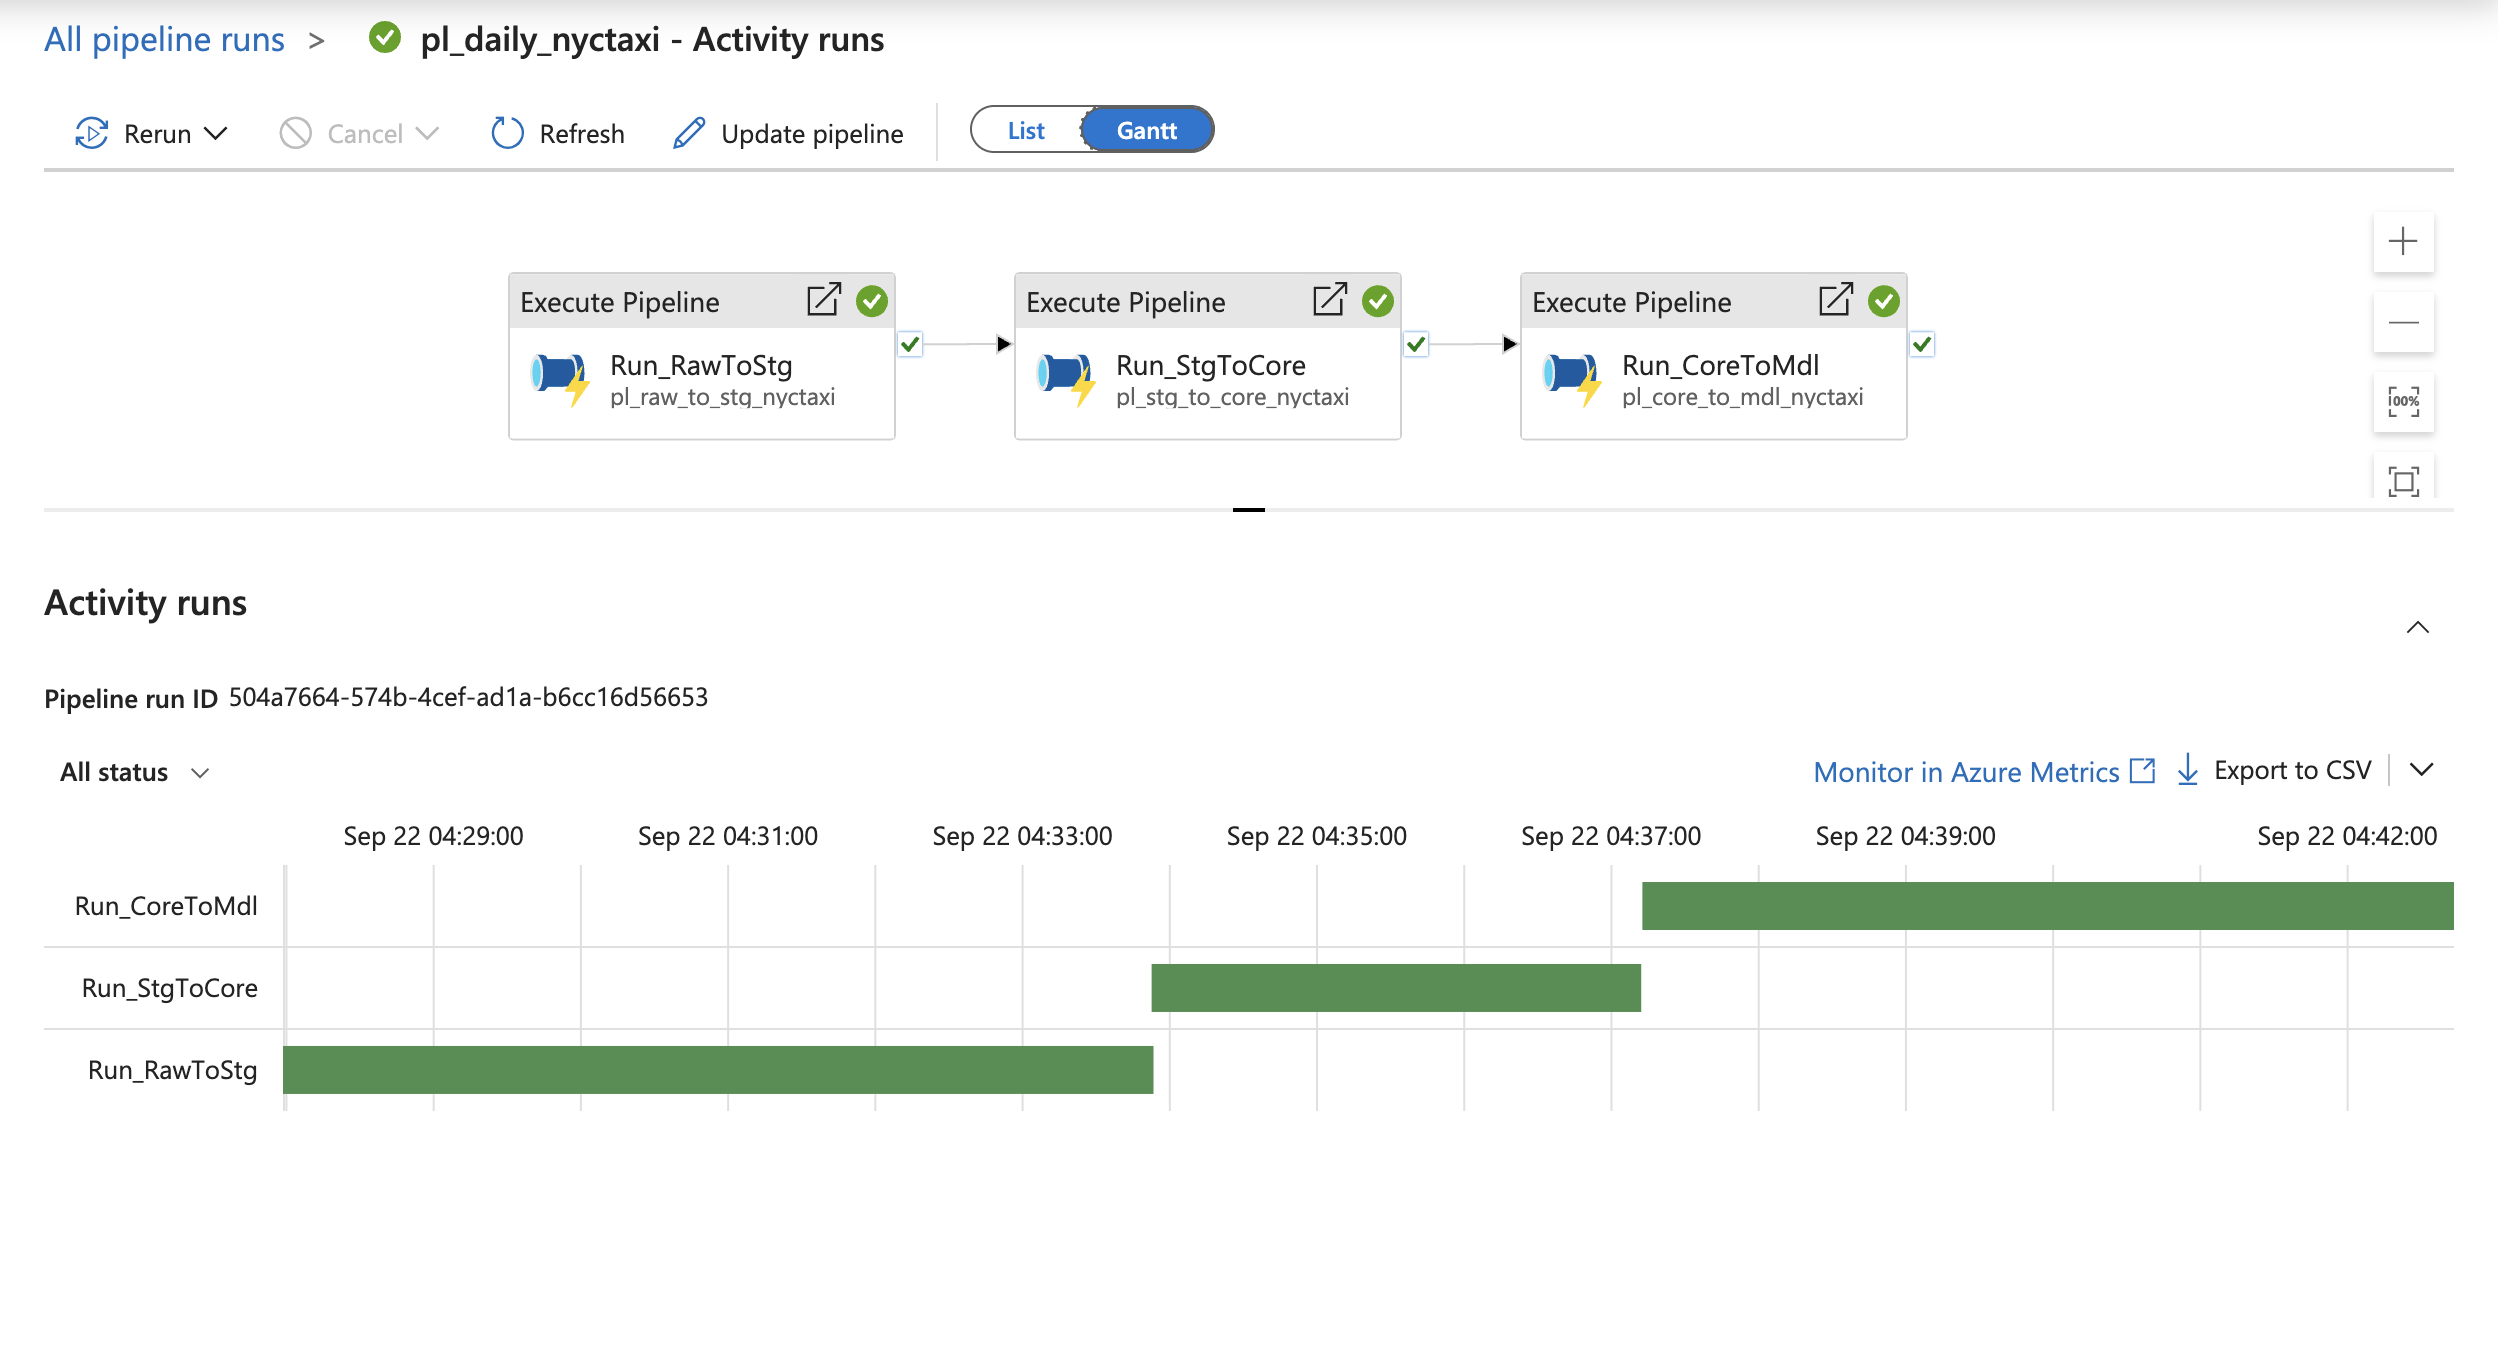 All pipeline runs > pl_daily_nyctaxi - Activity runs
Rerun Cancel Refresh Update pipeline List Gantt
Execute Pipeline
Run_RawToStg
pl_raw_to_stg_nyctaxi
Execute Pipeline
Run_StgToCore
pl_stg_to_core_nyctaxi
Execute Pipeline
Run_CoreToMdl
pl_core_to_mdl_nyctaxi
100%
Activity runs
Pipeline run ID 504a7664-574b-4cef-ad1a-b6cc16d56653
All status
Monitor in Azure Metrics Export to CSV
Sep 22 04:29:00 Sep 22 04:31:00 Sep 22 04:33:00 Sep 22 04:35:00 Sep 22 04:37:00 Sep 22 04:39:00 Sep 22 04:42:00
Run_CoreToMdl
Run_StgToCore
Run_RawToStg